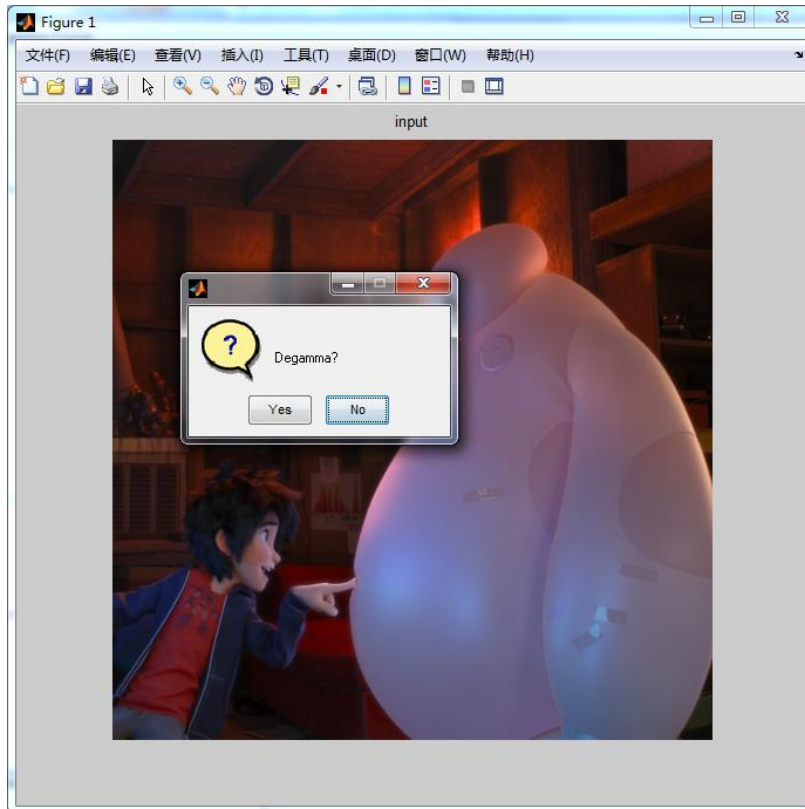 Figure 1
文件(F) 编辑(E) 查看(V) 插入(I) 工具(T) 桌面(D) 窗口(W) 帮助(H)
input
?
Degamma?
Yes No